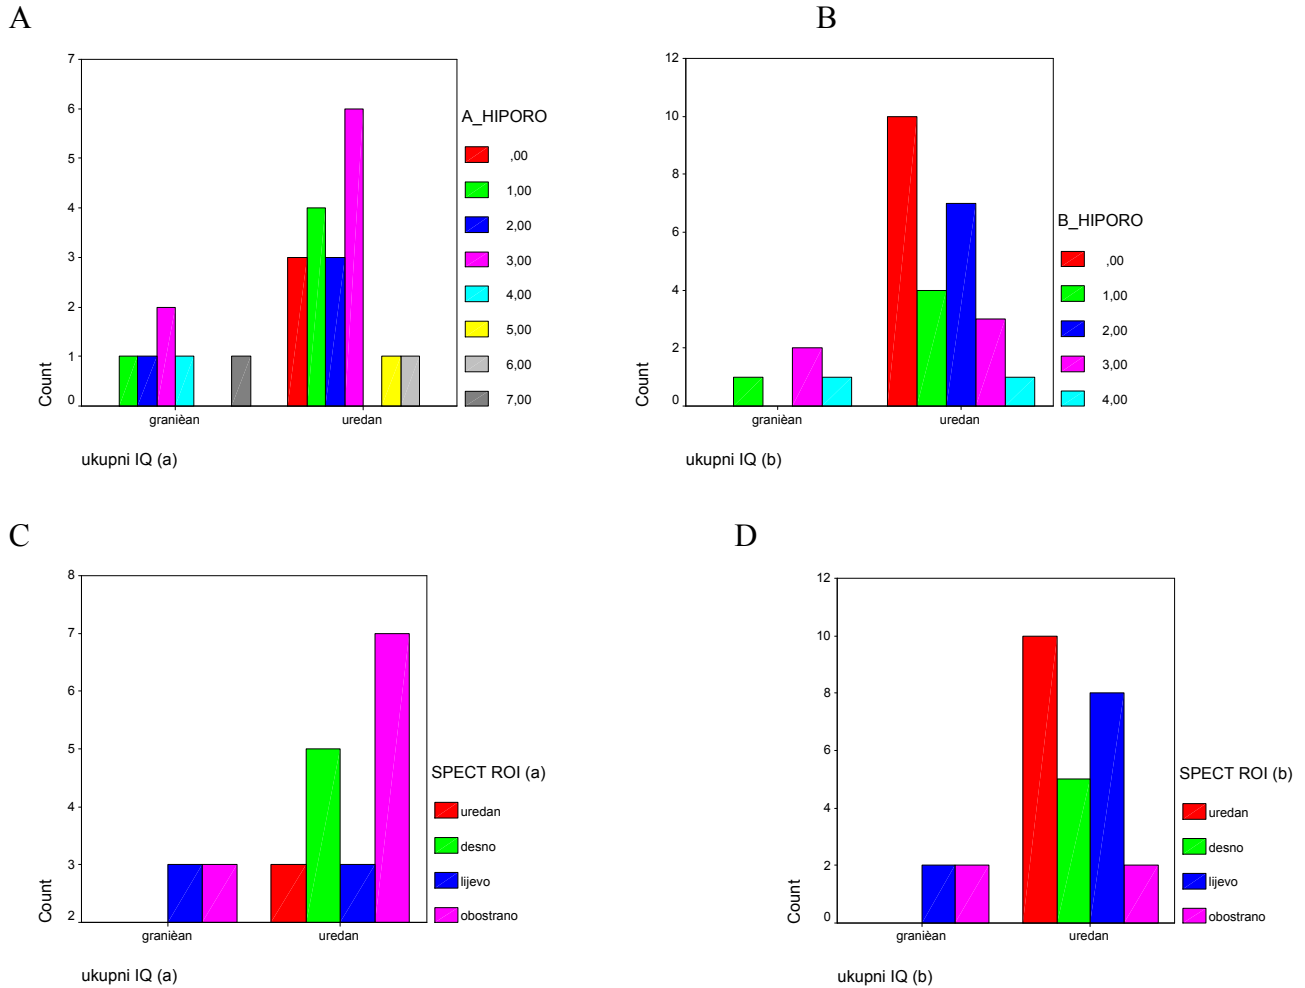 A
7
6
5
4
3
2
1
0
Count
granièan
uredan
ukupni IQ (a)
A_HIPORO
,00
1,00
2,00
3,00
4,00
5,00
6,00
7,00
B
12
10
8
6
4
2
0
Count
granièan
uredan
ukupni IQ (b)
B_HIPORO
,00
1,00
2,00
3,00
4,00
C
8
7
6
5
4
3
2
Count
granièan
uredan
ukupni IQ (a)
SPECT ROI (a)
uredan
desno
lijevo
obostrano
D
12
10
8
6
4
2
0
Count
granièan
uredan
ukupni IQ (b)
SPECT ROI (b)
uredan
desno
lijevo
obostrano